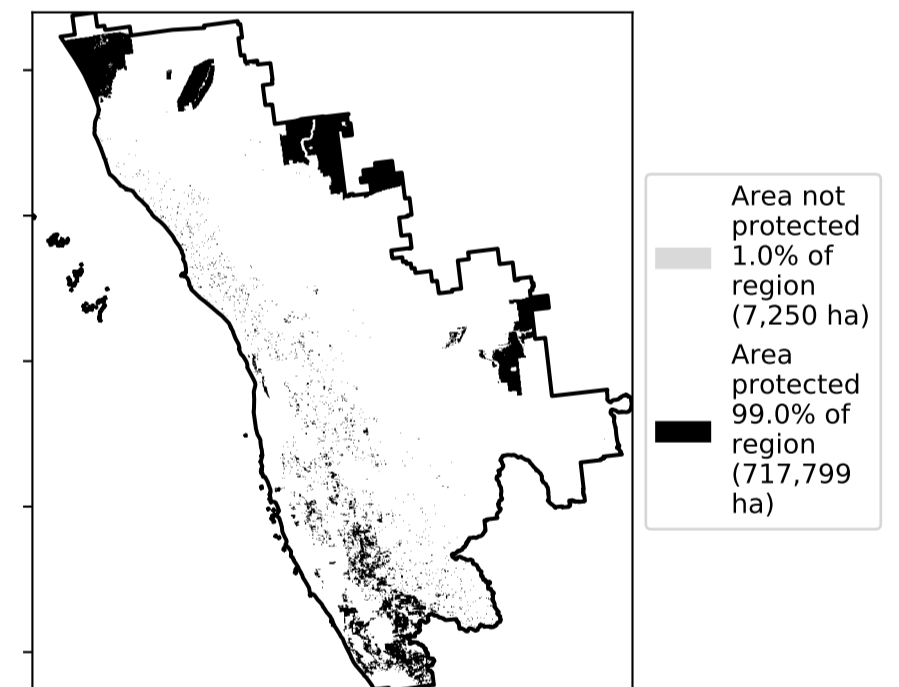 Area not
protected
1.0% of
region
(7,250 ha)
Area
protected
99.0% of
region
(717,799
ha)